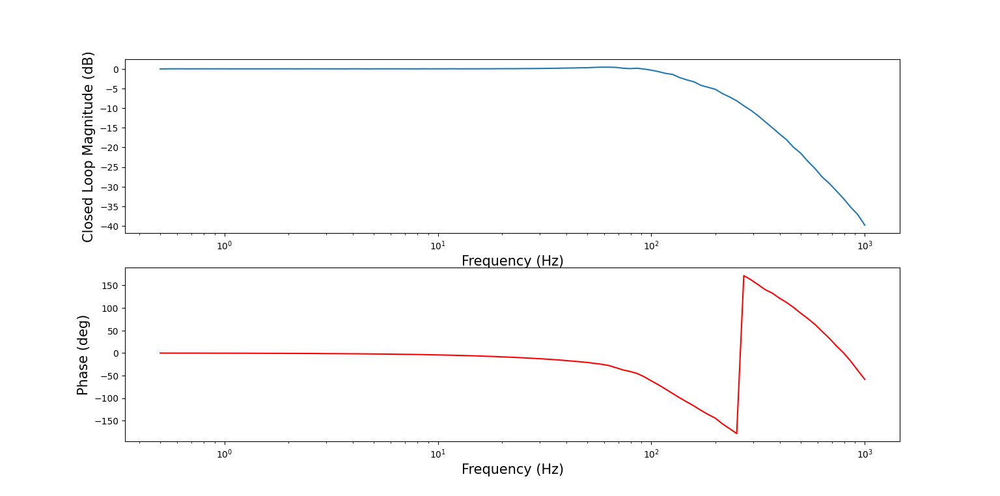 Closed Loop Magnitude (dB)
0
−5
−10
−15
−20
−25
−30
−35
−40
10⁰ 10¹ 10² 10³
Frequency (Hz)
Phase (deg)
150
100
50
0
−50
−100
−150
10⁰ 10¹ 10² 10³
Frequency (Hz)